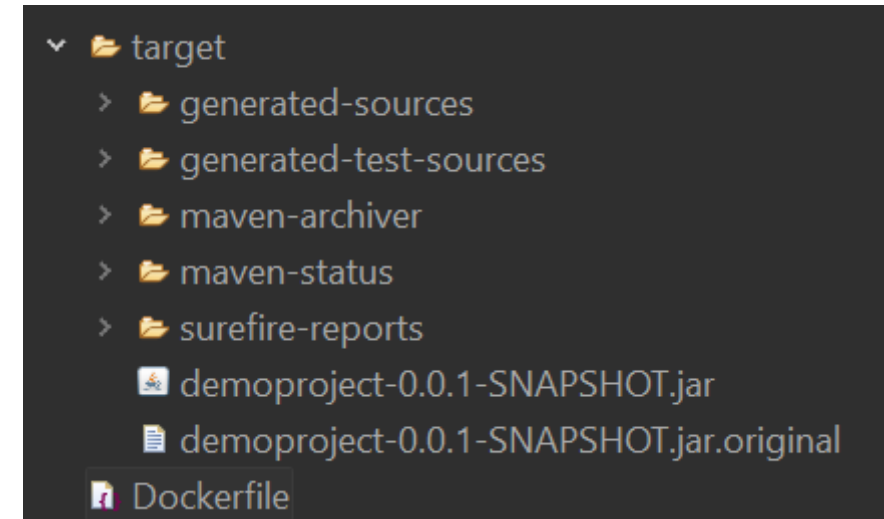 target
generated-sources
generated-test-sources
maven-archiver
maven-status
surefire-reports
demoproject-0.0.1-SNAPSHOT.jar
demoproject-0.0.1-SNAPSHOT.jar.original
Dockerfile